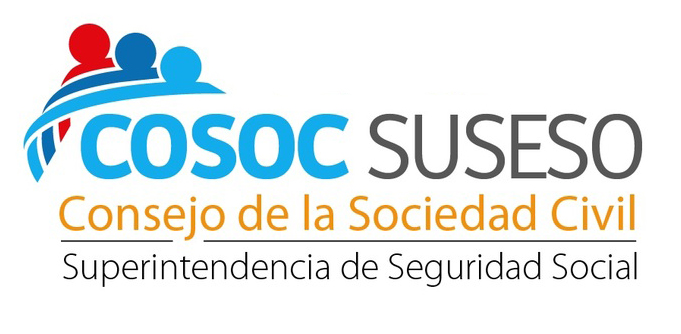 COSOC SUSESO
Consejo de la Sociedad Civil
Superintendencia de Seguridad Social